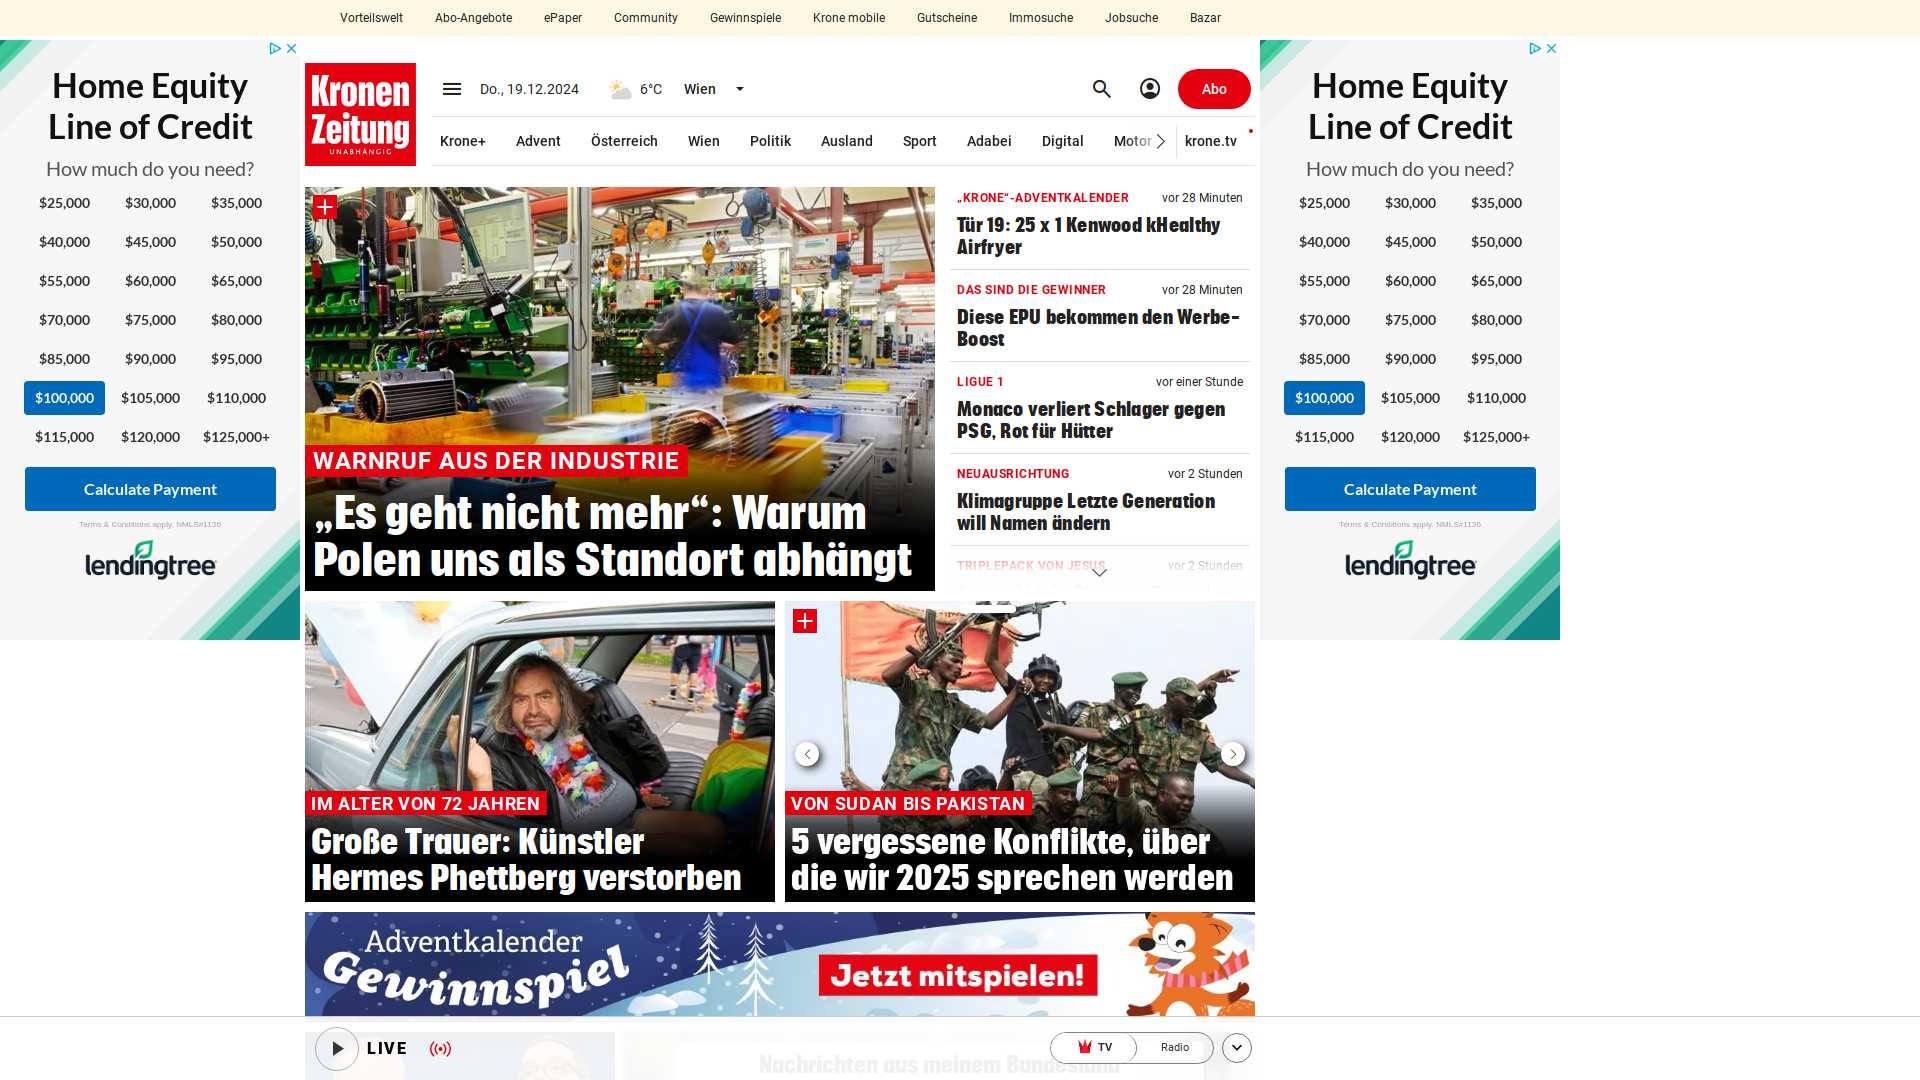 Vorteilswelt Abo-Angebote ePaper Community Gewinnspiele Krone mobile Gutscheine Immosuche Jobsuche Bazar
Home Equity
Line of Credit
How much do you need?
$25,000 $30,000 $35,000
$40,000 $45,000 $50,000
$55,000 $60,000 $65,000
$70,000 $75,000 $80,000
$85,000 $90,000 $95,000
$100,000 $105,000 $110,000
$115,000 $120,000 $125,000+
Calculate Payment
Terms & Conditions apply. NMLS#1136
lendingtree
Kronen
Zeitung
UNABHÄNGIG
Do., 19.12.2024 6°C Wien
Abo
Krone+ Advent Österreich Wien Politik Ausland Sport Adabei Digital Motor krone.tv
WARNRUF AUS DER INDUSTRIE
„Es geht nicht mehr“: Warum
Polen uns als Standort abhängt
„KRONE“-ADVENTKALENDER vor 28 Minuten
Tür 19: 25 x 1 Kenwood kHealthy
Airfryer
DAS SIND DIE GEWINNER vor 28 Minuten
Diese EPU bekommen den Werbe-
Boost
LIGUE 1 vor einer Stunde
Monaco verliert Schlager gegen
PSG, Rot für Hütter
NEUAUSRICHTUNG vor 2 Stunden
Klimagruppe Letzte Generation
will Namen ändern
TRIPLEPACK VON JESUS vor 2 Stunden
IM ALTER VON 72 JAHREN
Große Trauer: Künstler
Hermes Phettberg verstorben
VON SUDAN BIS PAKISTAN
5 vergessene Konflikte, über
die wir 2025 sprechen werden
Adventkalender
Gewinnspiel
Jetzt mitspielen!
LIVE
TV Radio
Nachrichten aus meinem Bundesland
Home Equity
Line of Credit
How much do you need?
$25,000 $30,000 $35,000
$40,000 $45,000 $50,000
$55,000 $60,000 $65,000
$70,000 $75,000 $80,000
$85,000 $90,000 $95,000
$100,000 $105,000 $110,000
$115,000 $120,000 $125,000+
Calculate Payment
Terms & Conditions apply. NMLS#1136
lendingtree